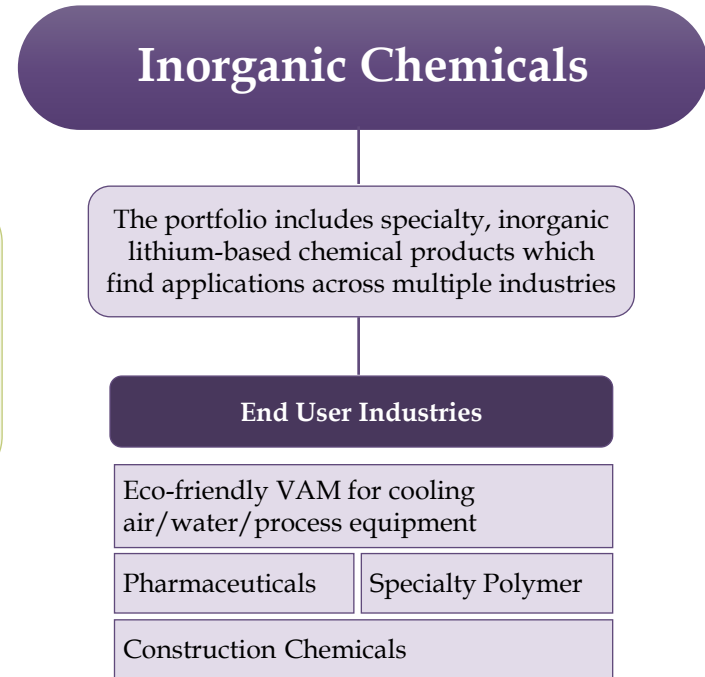 Inorganic Chemicals
The portfolio includes specialty, inorganic
lithium-based chemical products which
find applications across multiple industries
End User Industries
Eco-friendly VAM for cooling
air/water/process equipment
Pharmaceuticals
Specialty Polymer
Construction Chemicals